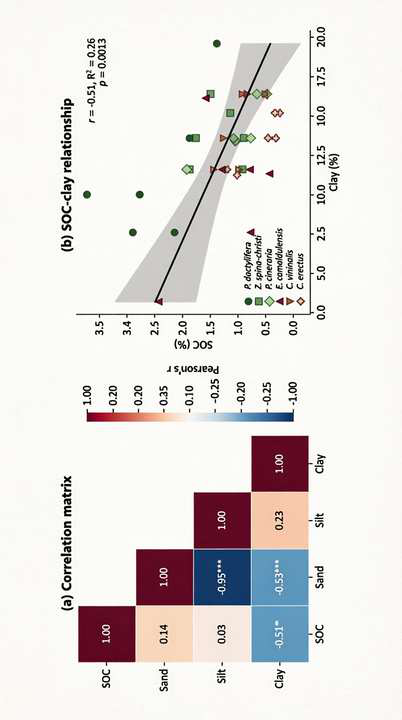 (a) Correlation matrix
SOC
1.00
Sand
0.14
1.00
Silt
0.03
-0.95***
1.00
Clay
-0.51*
-0.53***
0.23
1.00
SOC Sand Silt Clay
1.00
0.20
0.20
0.35
0.10
-0.25
-0.20
-0.25
-1.00
Pearson's r
(b) SOC-clay relationship
r = -0.51, R² = 0.26
p = 0.0013
SOC (%)
3.5
3.4
2.5
2.0
1.5
1.0
0.5
0.0
P. doctylifera
Z. spina-christi
P. cineraria
E. camaldulensis
C. vininalis
C. erectus
0.0 5.0 2.5 10.0 12.5 10.0 17.5 20.0
Clay (%)